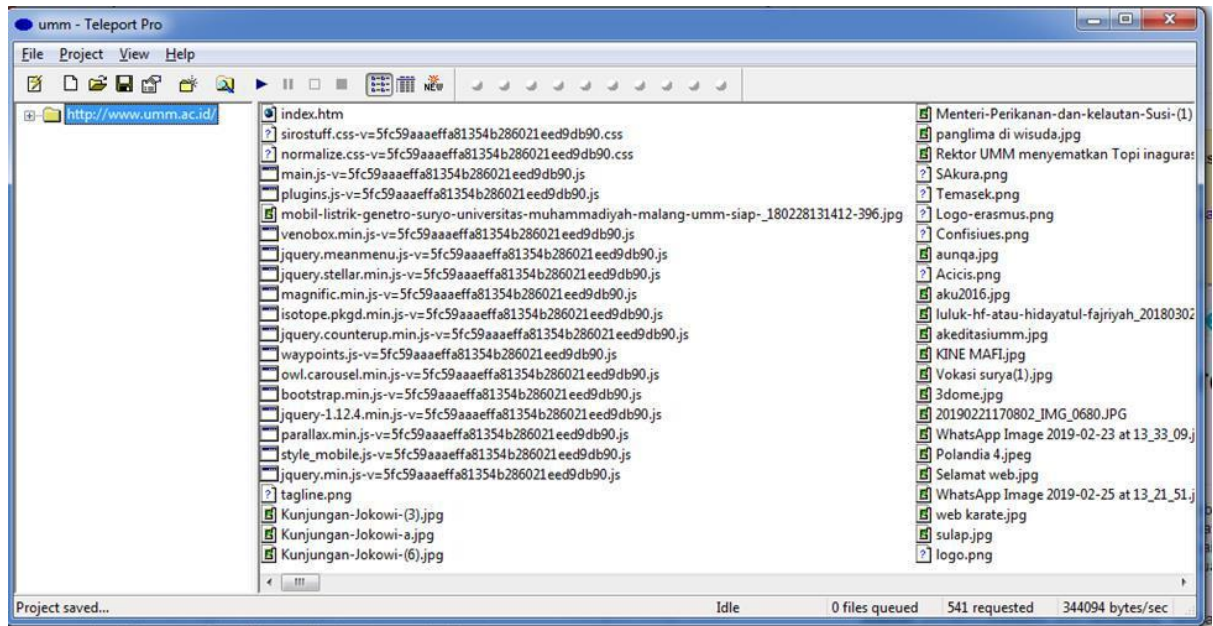 umm - Teleport Pro
File Project View Help
NEW
http://www.umm.ac.id/
index.htm
sirostuff.css-v=5fc59aaaeffa81354b286021eed9db90.css
normalize.css-v=5fc59aaaeffa81354b286021eed9db90.css
main.js-v=5fc59aaaeffa81354b286021eed9db90.js
plugins.js-v=5fc59aaaeffa81354b286021eed9db90.js
mobil-listrik-genetro-suryo-universitas-muhammadiyah-malang-umm-siap-_180228131412-396.jpg
venobox.min.js-v=5fc59aaaeffa81354b286021eed9db90.js
jquery.meanmenu.js-v=5fc59aaaeffa81354b286021eed9db90.js
jquery.stellar.min.js-v=5fc59aaaeffa81354b286021eed9db90.js
magnific.min.js-v=5fc59aaaeffa81354b286021eed9db90.js
isotope.pkgd.min.js-v=5fc59aaaeffa81354b286021eed9db90.js
jquery.counterup.min.js-v=5fc59aaaeffa81354b286021eed9db90.js
waypoints.js-v=5fc59aaaeffa81354b286021eed9db90.js
owl.carousel.min.js-v=5fc59aaaeffa81354b286021eed9db90.js
bootstrap.min.js-v=5fc59aaaeffa81354b286021eed9db90.js
jquery-1.12.4.min.js-v=5fc59aaaeffa81354b286021eed9db90.js
parallax.min.js-v=5fc59aaaeffa81354b286021eed9db90.js
style_mobile.js-v=5fc59aaaeffa81354b286021eed9db90.js
jquery.min.js-v=5fc59aaaeffa81354b286021eed9db90.js
tagline.png
Kunjungan-Jokowi-(3).jpg
Kunjungan-Jokowi-a.jpg
Kunjungan-Jokowi-(6).jpg
Menteri-Perikanan-dan-kelautan-Susi-(1)
panglima di wisuda.jpg
Rektor UMM menyematkan Topi inaguras
SAkura.png
Temasek.png
Logo-erasmus.png
Confisiues.png
aunqa.jpg
Acicis.png
aku2016.jpg
luluk-hf-atau-hidayatul-fajriyah_20180302
akeditasiumm.jpg
KINE MAFI.jpg
Vokasi surya(1).jpg
3dome.jpg
20190221170802_IMG_0680.JPG
WhatsApp Image 2019-02-23 at 13_33_09.j
Polandia 4.jpeg
Selamat web.jpg
WhatsApp Image 2019-02-25 at 13_21_51.j
web karate.jpg
sulap.jpg
logo.png
Project saved... Idle 0 files queued 541 requested 344094 bytes/sec